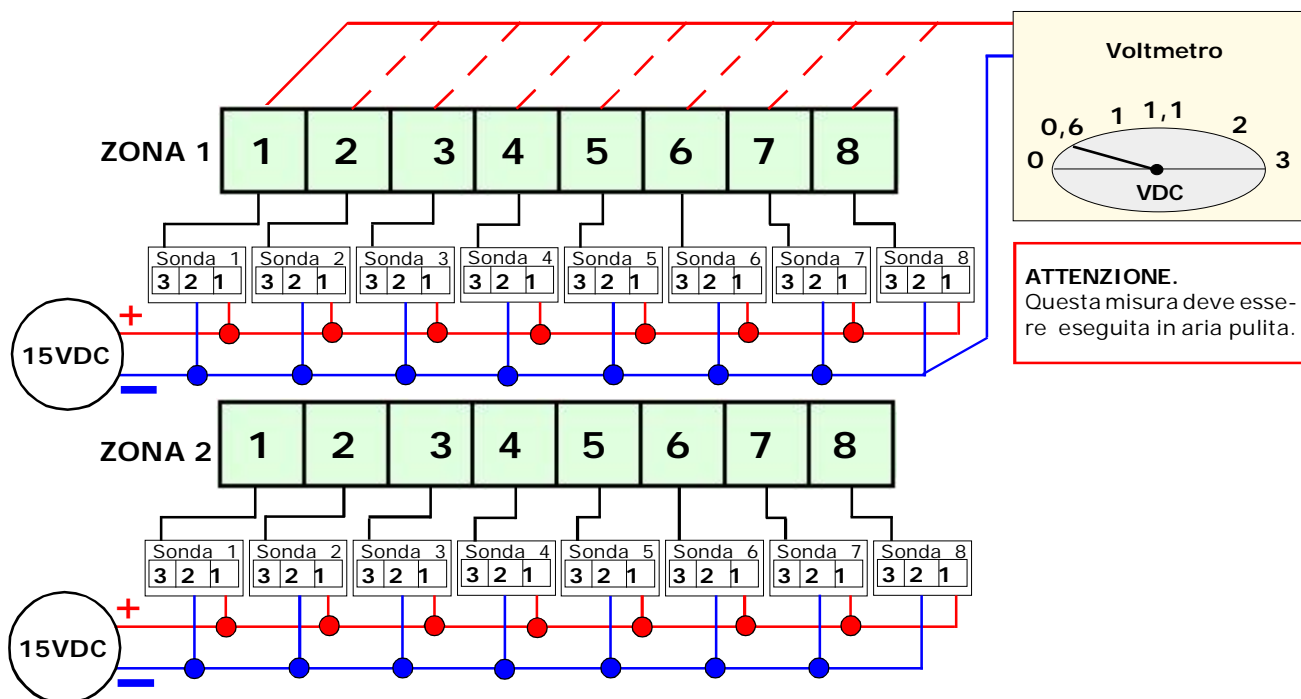 Voltmetro
0 0,6 1 1,1 2 3
VDC
ZONA 1 1 2 3 4 5 6 7 8
Sonda 1 Sonda 2 Sonda 3 Sonda 4 Sonda 5 Sonda 6 Sonda 7 Sonda 8
3 2 1 3 2 1 3 2 1 3 2 1 3 2 1 3 2 1 3 2 1 3 2 1
ATTENZIONE.
Questa misura deve esse-
re eseguita in aria pulita.
+
15VDC
−
ZONA 2 1 2 3 4 5 6 7 8
Sonda 1 Sonda 2 Sonda 3 Sonda 4 Sonda 5 Sonda 6 Sonda 7 Sonda 8
3 2 1 3 2 1 3 2 1 3 2 1 3 2 1 3 2 1 3 2 1 3 2 1
+
15VDC
−